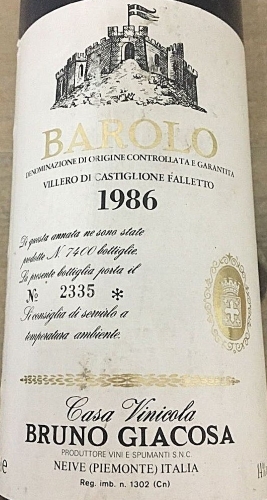 BAROLO
DENOMINAZIONE DI ORIGINE CONTROLLATA E GARANTITA
VILLERO DI CASTIGLIONE FALLETTO
1986
Di questa annata ne sono state
prodotte N° 7400 bottiglie.
La presente bottiglia porta il
No 2335 *
Si consiglia di servirlo a
temperatura ambiente.
Casa Vinicola
BRUNO GIACOSA
PRODUTTORE VINI E SPUMANTI S.N.C.
e NEIVE (PIEMONTE) ITALIA
Reg. imb. n. 1302 (Cn)